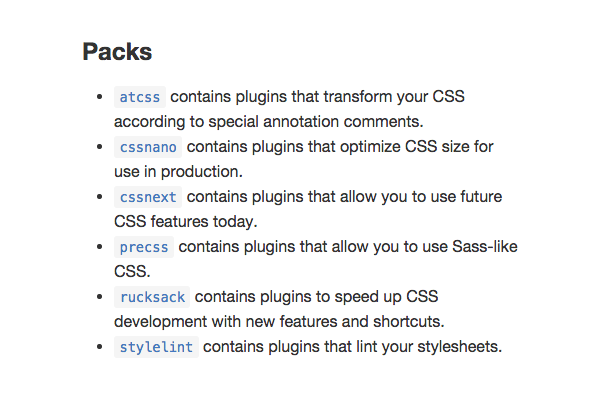 Packs
• atcss contains plugins that transform your CSS
according to special annotation comments.
• cssnano contains plugins that optimize CSS size for
use in production.
• cssnext contains plugins that allow you to use future
CSS features today.
• precss contains plugins that allow you to use Sass-like
CSS.
• rucksack contains plugins to speed up CSS
development with new features and shortcuts.
• stylelint contains plugins that lint your stylesheets.